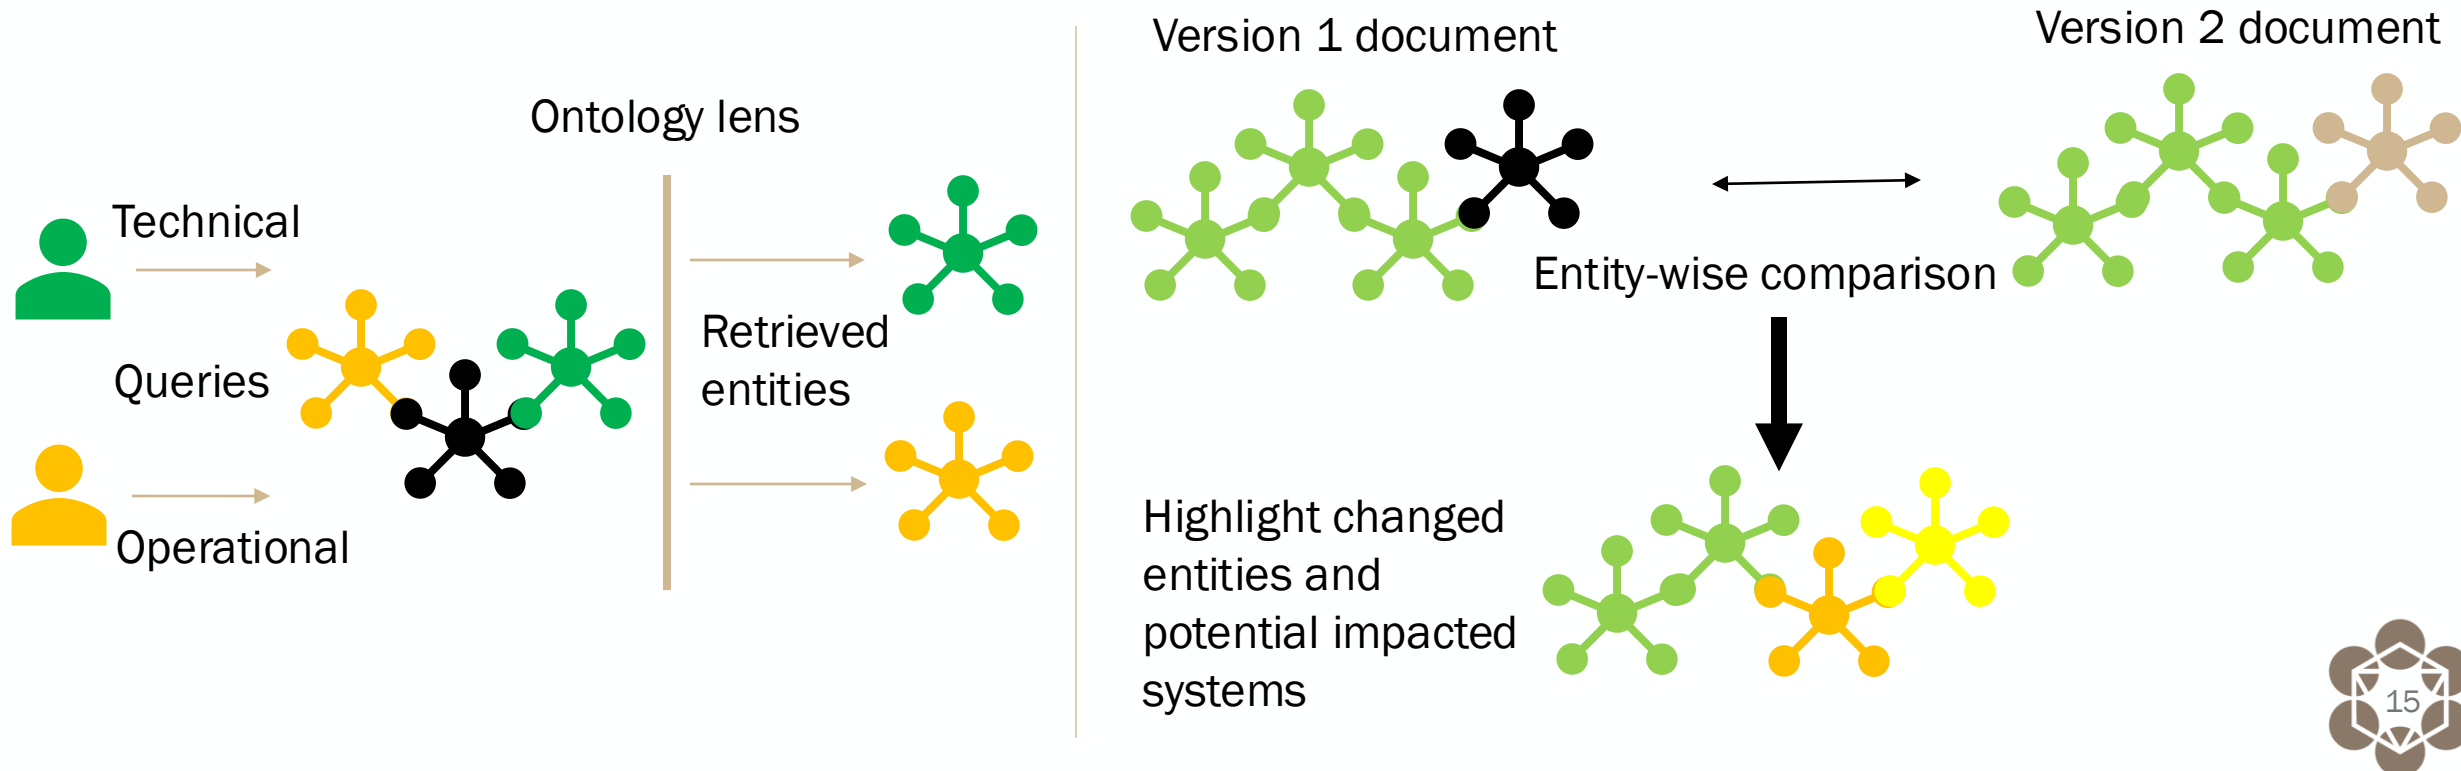 Ontology lens
Technical
Queries
Operational
Retrieved
entities
Version 1 document
Version 2 document
Entity-wise comparison
Highlight changed
entities and
potential impacted
systems
15